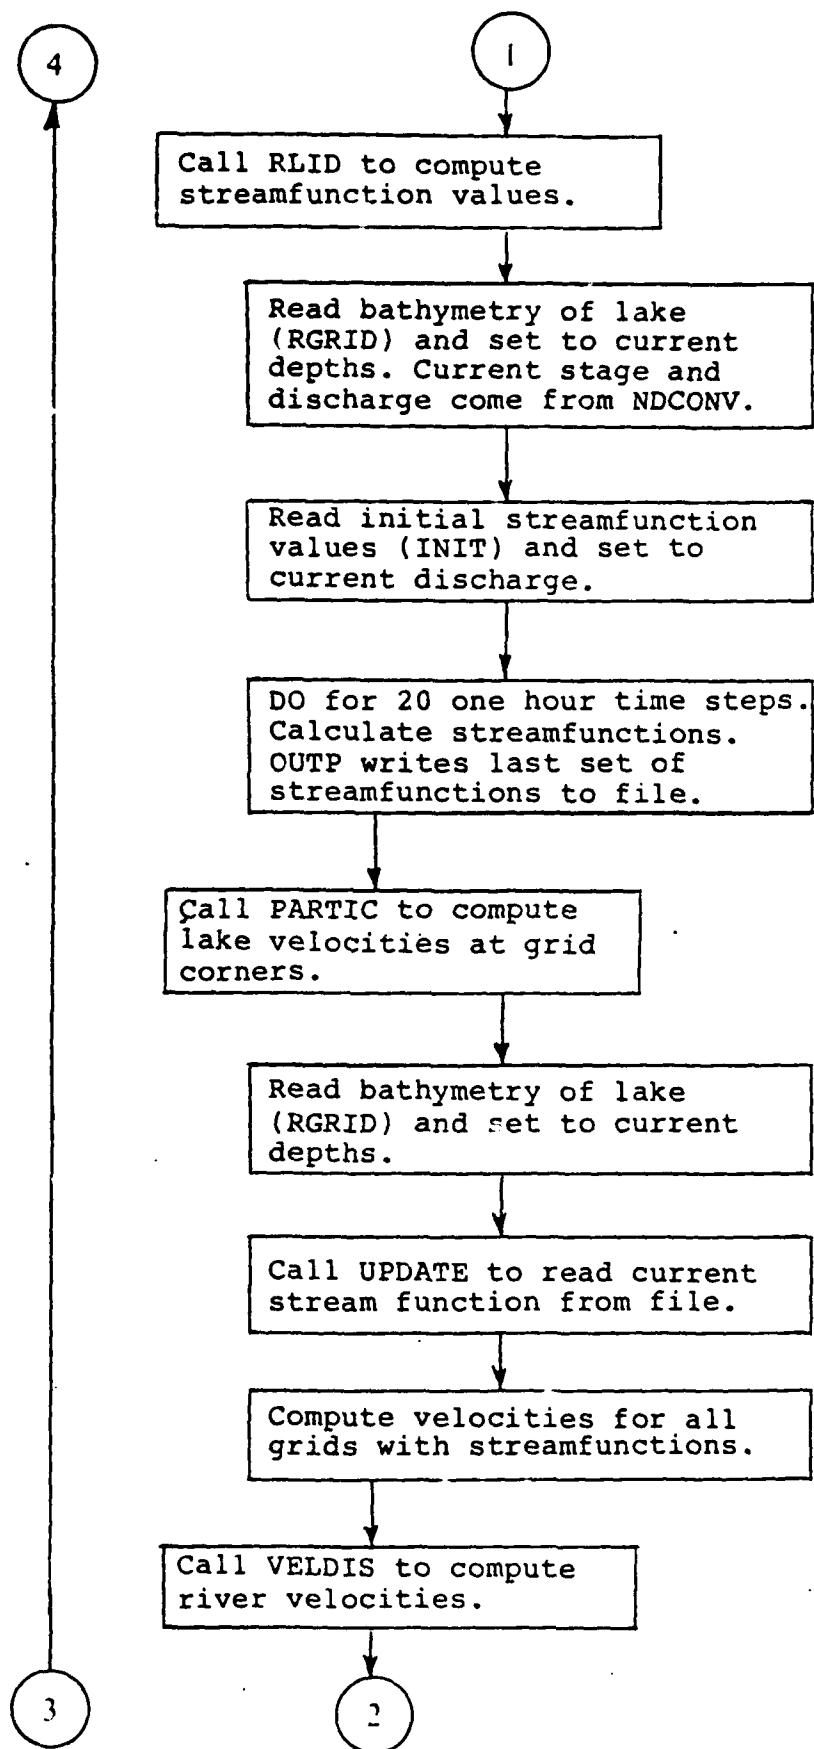 4
1
Call RLID to compute
streamfunction values.
Read bathymetry of lake
(RGRID) and set to current
depths. Current stage and
discharge come from NDCONV.
Read initial streamfunction
values (INIT) and set to
current discharge.
DO for 20 one hour time steps.
Calculate streamfunctions.
OUTP writes last set of
streamfunctions to file.
Call PARTIC to compute
lake velocities at grid
corners.
Read bathymetry of lake
(RGRID) and set to current
depths.
Call UPDATE to read current
stream function from file.
Compute velocities for all
grids with streamfunctions.
Call VELDIS to compute
river velocities.
3
2